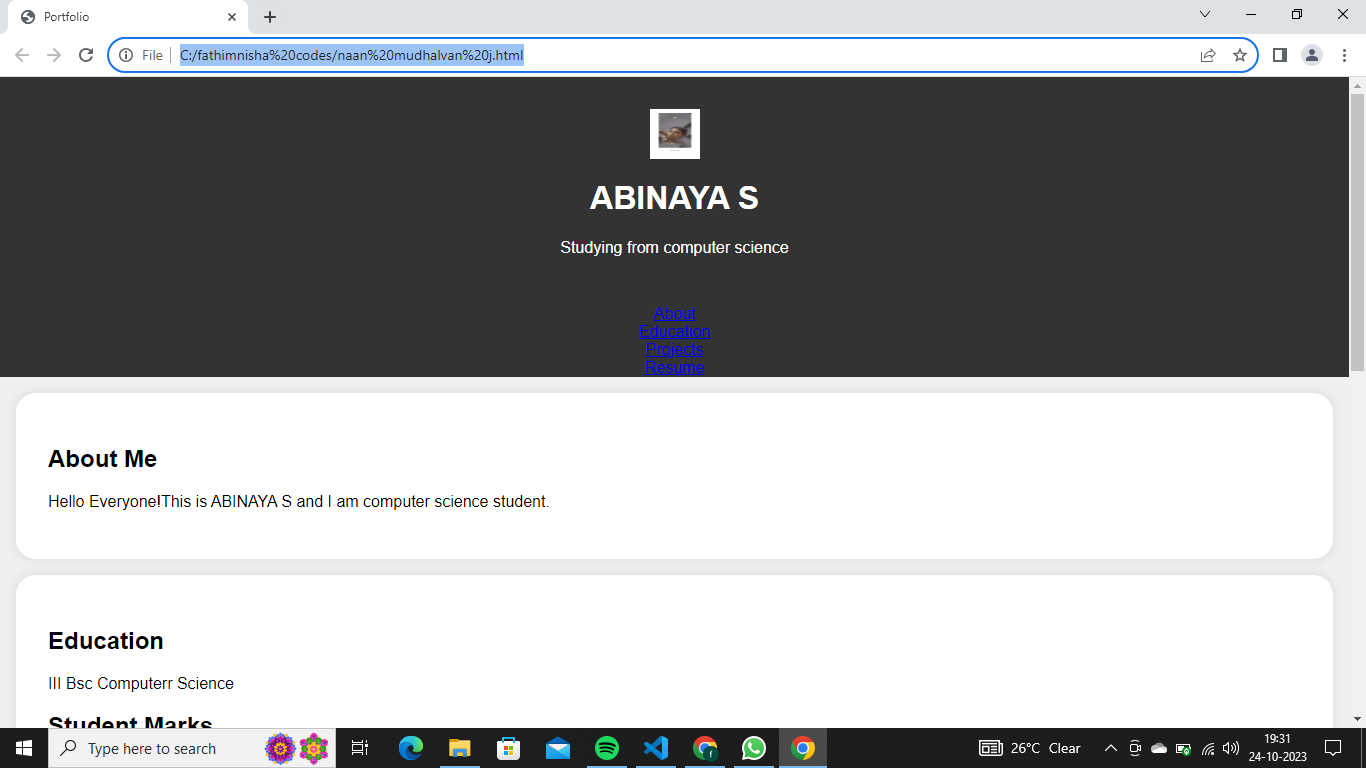 Portfolio
File
C:/fathimnisha%20codes/naan%20mudhalvan%20j.html
ABINAYA S
Studying from computer science
About
Education
Projects
Resume
About Me
Hello Everyone!This is ABINAYA S and I am computer science student.
Education
III Bsc Computerr Science
Student Marks
Type here to search
26°C Clear
19:31
24-10-2023